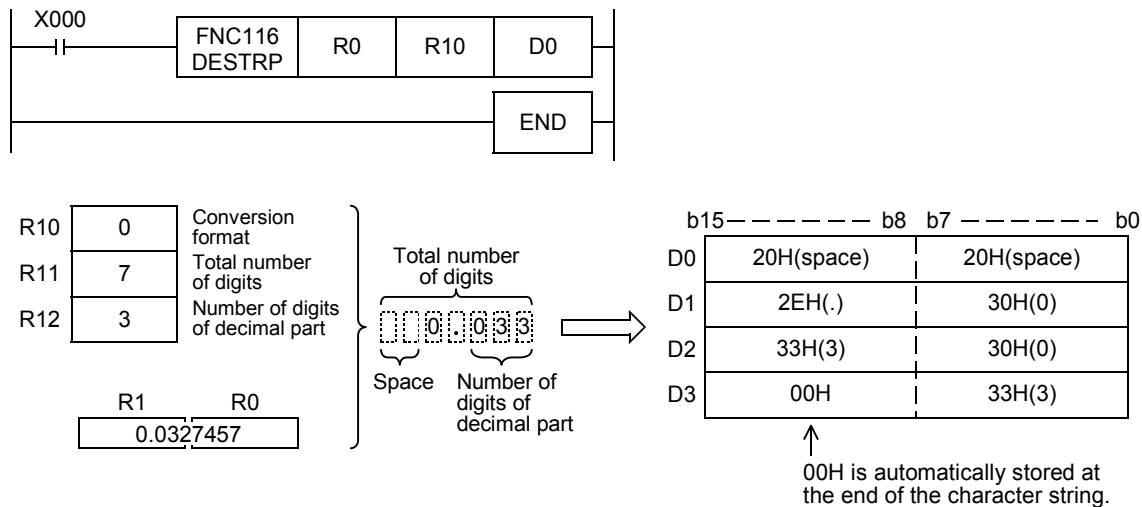 X000
FNC116
DESTRP
R0
R10
D0
END
R10
0
Conversion
format
R11
7
Total number
of digits
R12
3
Number of digits
of decimal part
R1
R0
0.0327457
Total number
of digits
0.033
Space
Number of
digits of
decimal part
b15
b8
b7
b0
D0
20H(space)
20H(space)
D1
2EH(.)
30H(0)
D2
33H(3)
30H(0)
D3
00H
33H(3)
00H is automatically stored at
the end of the character string.